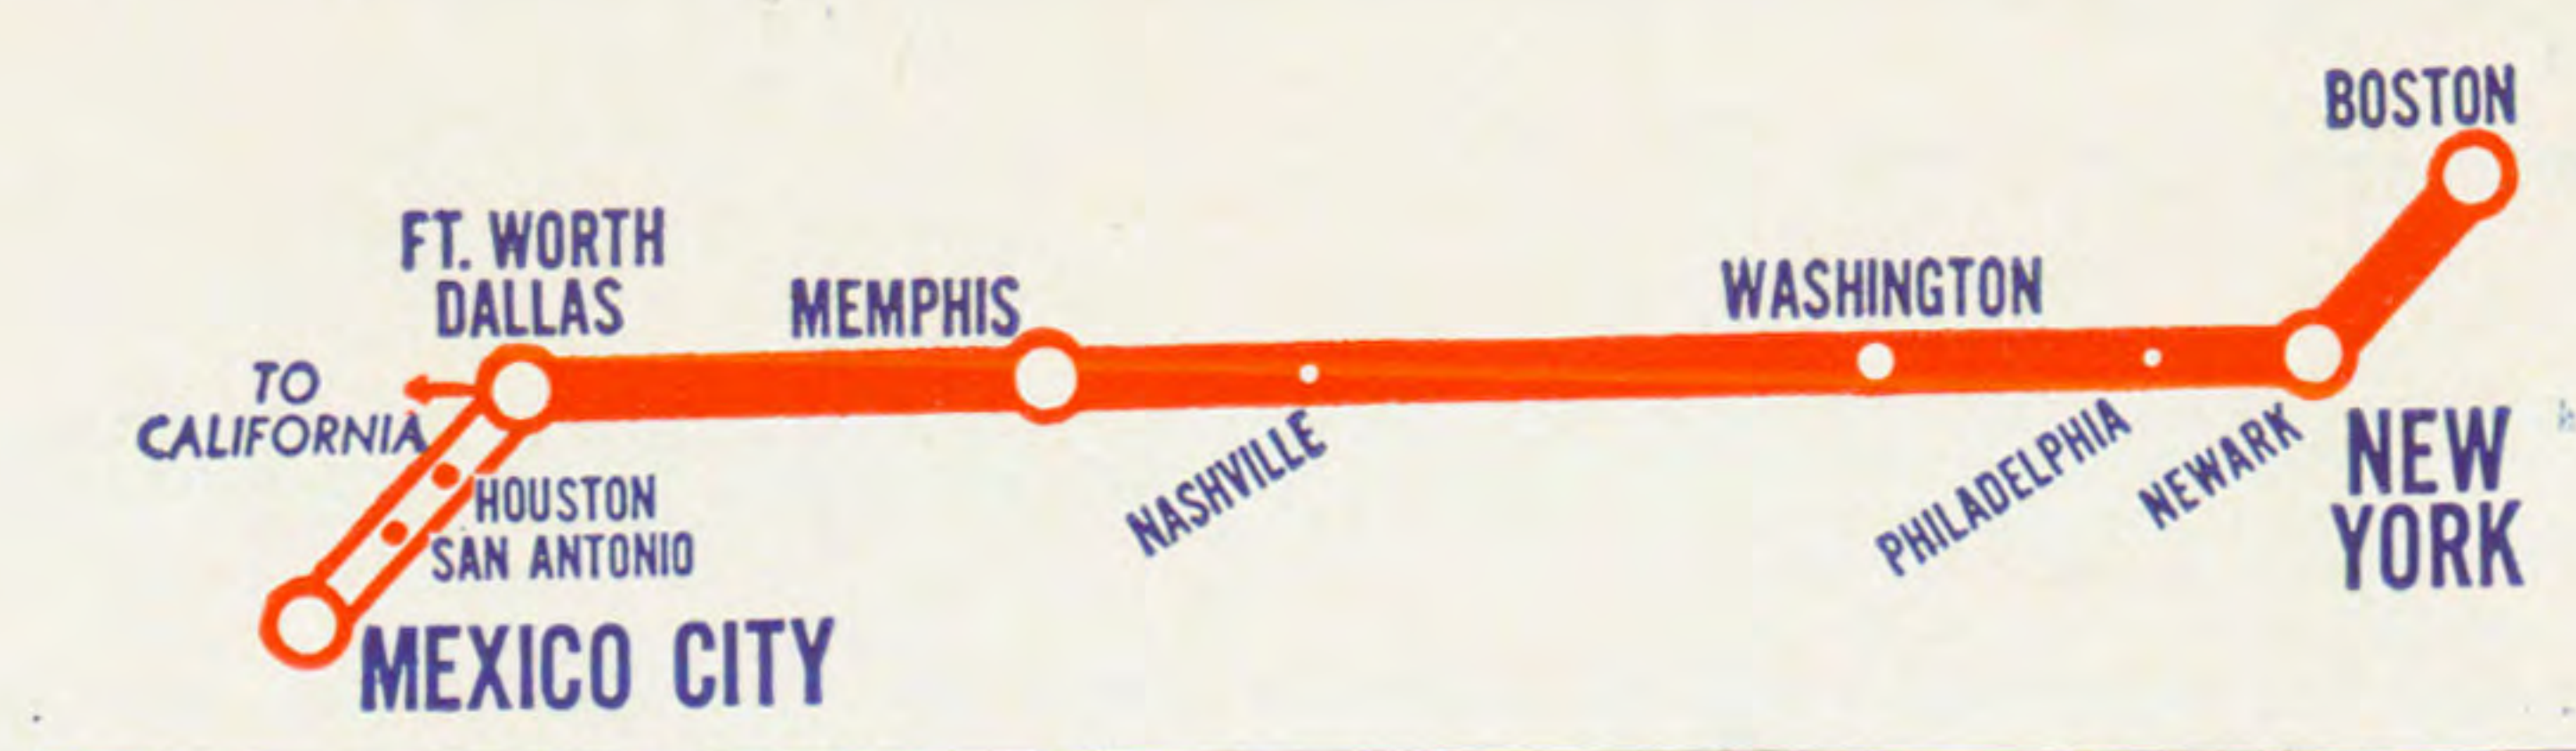 BOSTON
FT. WORTH
DALLAS
MEMPHIS
WASHINGTON
TO
CALIFORNIA
NASHVILLE
PHILADELPHIA
NEWARK
NEW
YORK
HOUSTON
SAN ANTONIO
MEXICO CITY